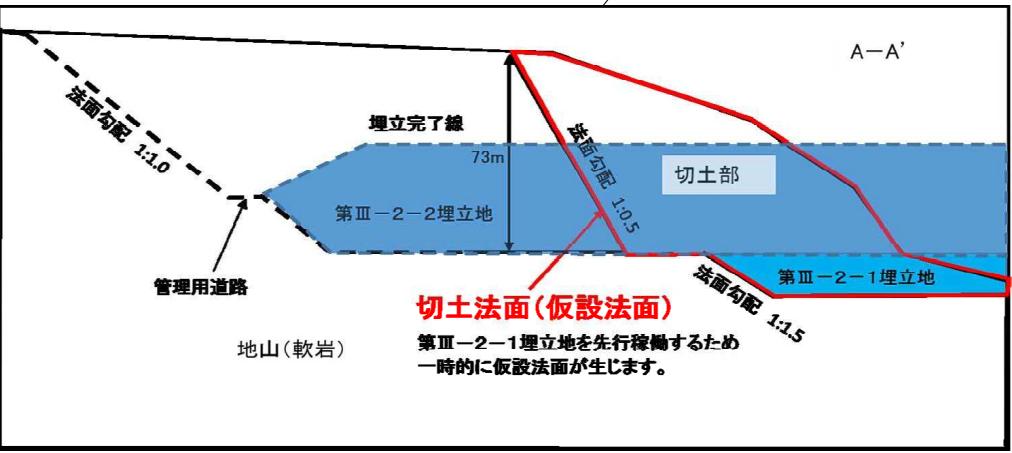 A-A'
法面勾配 1:1.0
埋立完了線
73m
法面勾配 1:0.5
切土部
第Ⅲ-2-2埋立地
管理用道路
第Ⅲ-2-1埋立地
法面勾配 1:1.5
切土法面(仮設法面)
第Ⅲ-2-1埋立地を先行稼働するため
一時的に仮設法面が生じます。
地山(軟岩)